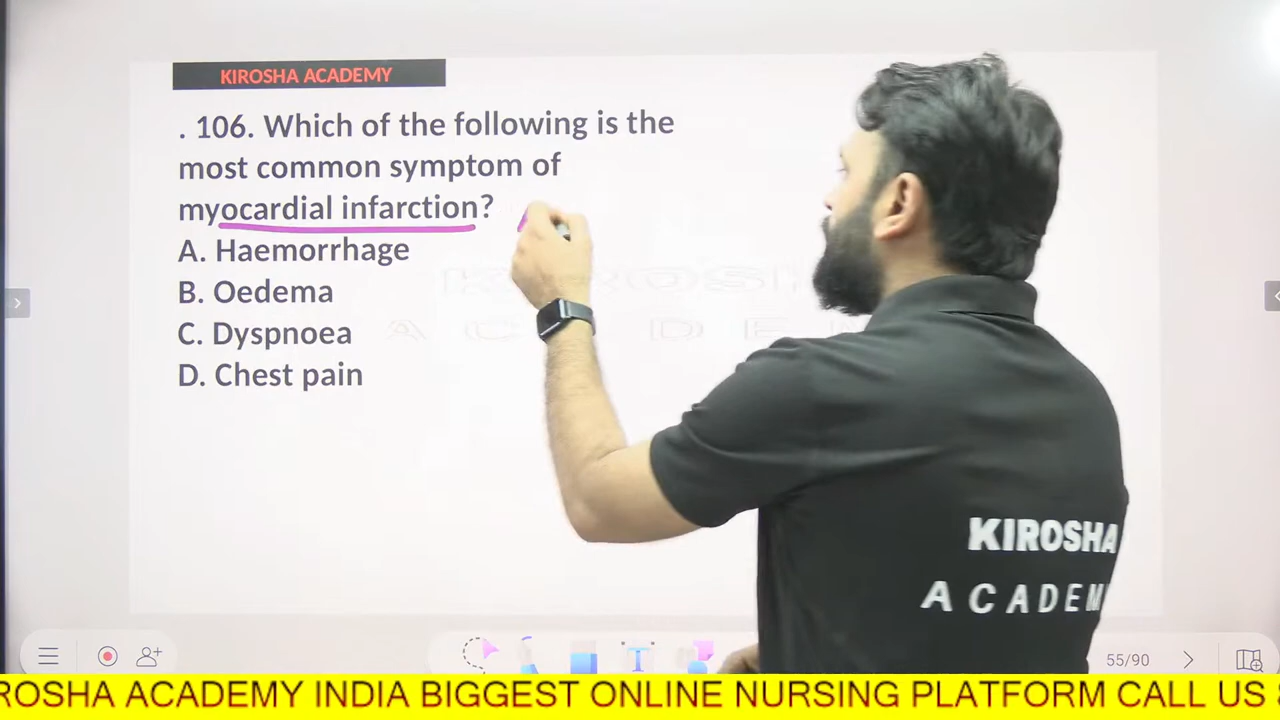 KIROSHA ACADEMY
. 106. Which of the following is the
most common symptom of
myocardial infarction?
A. Haemorrhage
B. Oedema
C. Dyspnoea
D. Chest pain
KIROSHA
ACADEM
55/90
ROSHA ACADEMY INDIA BIGGEST ONLINE NURSING PLATFORM CALL US